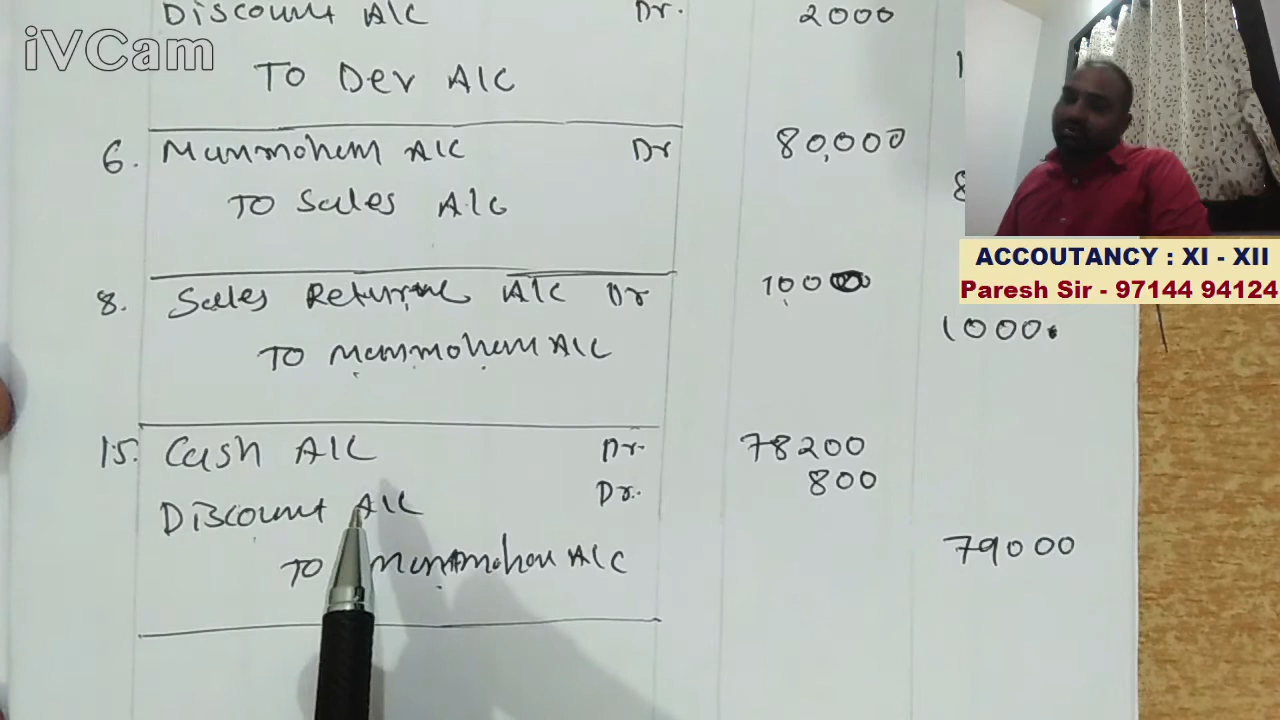 iVCam
Discount A/C Dr. 2000
To Dev A/C 1
6. Manmohan A/C Dr 80,000
To Sales A/C 8
8. Sales Return A/C Dr 1000
To Manmohan A/C 1000
15. Cash A/C Dr. 78200
Discount A/C Dr. 800
To Manmohan A/C 79000
ACCOUTANCY : XI - XII
Paresh Sir - 97144 94124